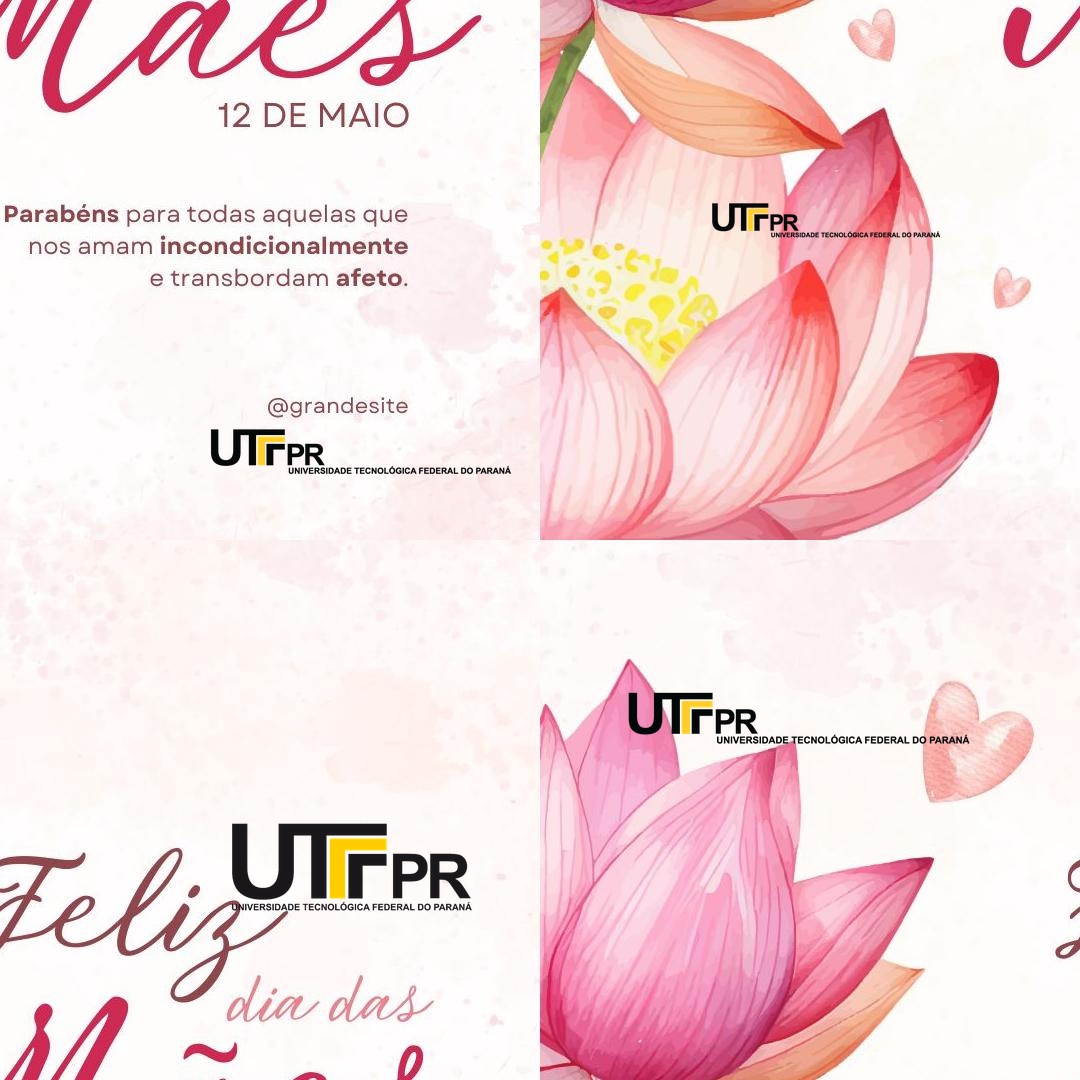 Mães
12 DE MAIO
Parabéns para todas aquelas que
nos amam incondicionalmente
e transbordam afeto.
@grandesite
UTFPR
UNIVERSIDADE TECNOLÓGICA FEDERAL DO PARANÁ
UTFPR
UNIVERSIDADE TECNOLÓGICA FEDERAL DO PARANÁ
Feliz
UTFPR
UNIVERSIDADE TECNOLÓGICA FEDERAL DO PARANÁ
dia das
Mães
UTFPR
UNIVERSIDADE TECNOLÓGICA FEDERAL DO PARANÁ